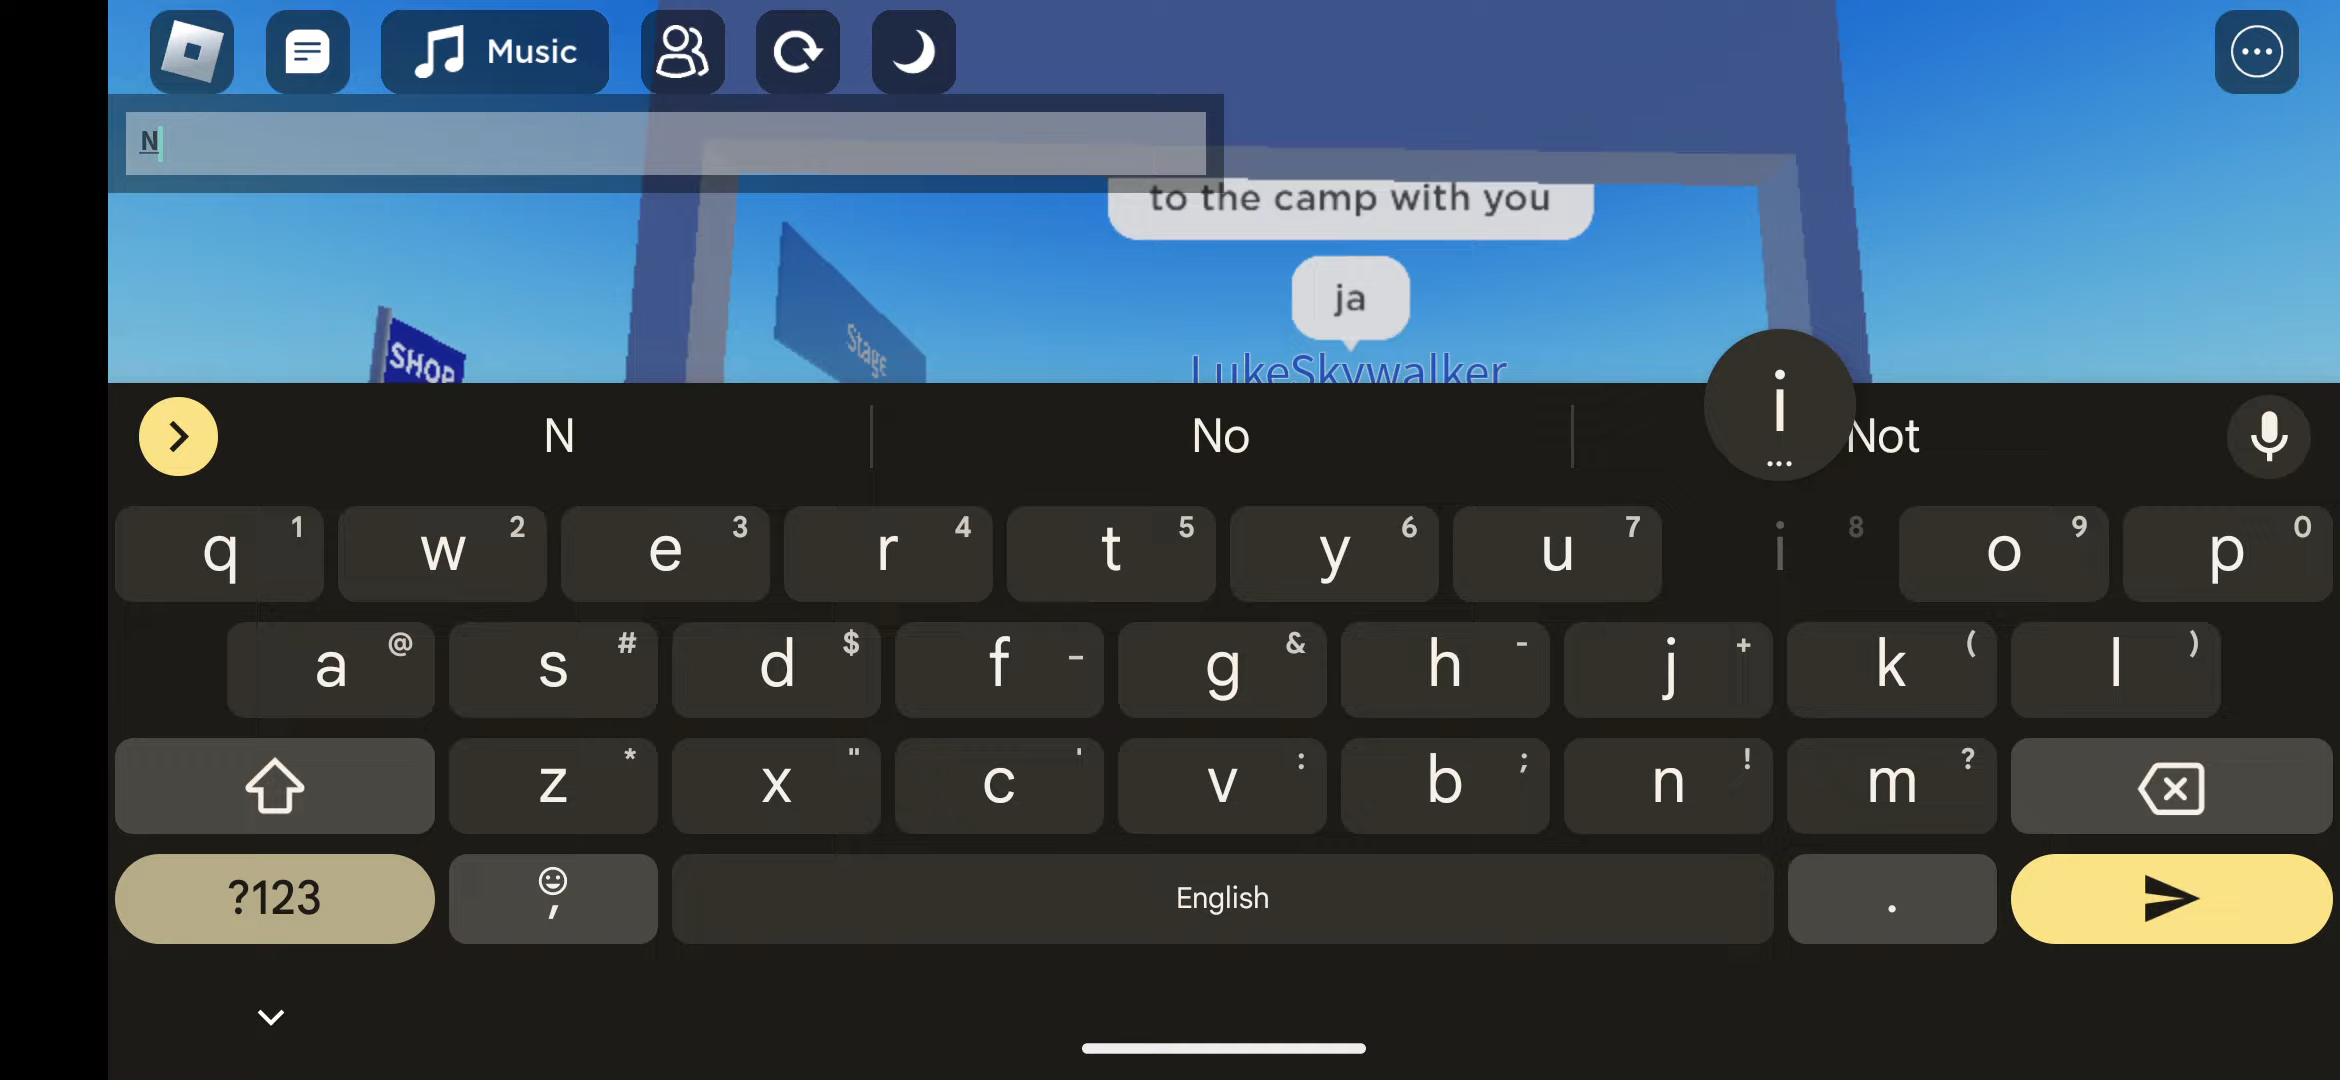 Music
N
to the camp with you
ja
Stage
SHOP
LukeSkywalker
N
No
Not
i
...
q 1 w 2 e 3 r 4 t 5 y 6 u 7 i 8 o 9 p 0
a @ s # d $ f _ g & h - j + k ( l )
z * x " c ' v : b ; n ! m ?
?123 , English .